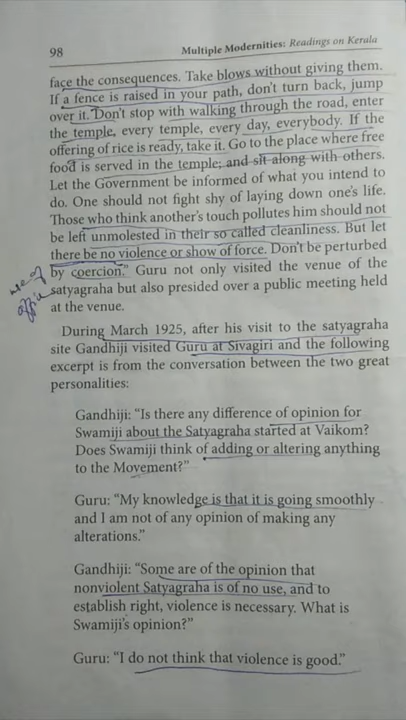 98
Multiple Modernities: Readings on Kerala
face the consequences. Take blows without giving them.
If a fence is raised in your path, don't turn back, jump
over it. Don't stop with walking through the road, enter
the temple, every temple, every day, everybody. If the
offering of rice is ready, take it. Go to the place where free
food is served in the temple; and sit along with others.
Let the Government be informed of what you intend to
do. One should not fight shy of laying down one's life.
Those who think another's touch pollutes him should not
be left unmolested in their so called cleanliness. But let
there be no violence or show of force. Don't be perturbed
by coercion." Guru not only visited the venue of the
satyagraha but also presided over a public meeting held
at the venue.
During March 1925, after his visit to the satyagraha
site Gandhiji visited Guru at Sivagiri and the following
excerpt is from the conversation between the two great
personalities:
Gandhiji: "Is there any difference of opinion for
Swamiji about the Satyagraha started at Vaikom?
Does Swamiji think of adding or altering anything
to the Movement?"
Guru: "My knowledge is that it is going smoothly
and I am not of any opinion of making any
alterations."
Gandhiji: "Some are of the opinion that
nonviolent Satyagraha is of no use, and to
establish right, violence is necessary. What is
Swamiji's opinion?"
Guru: "I do not think that violence is good."